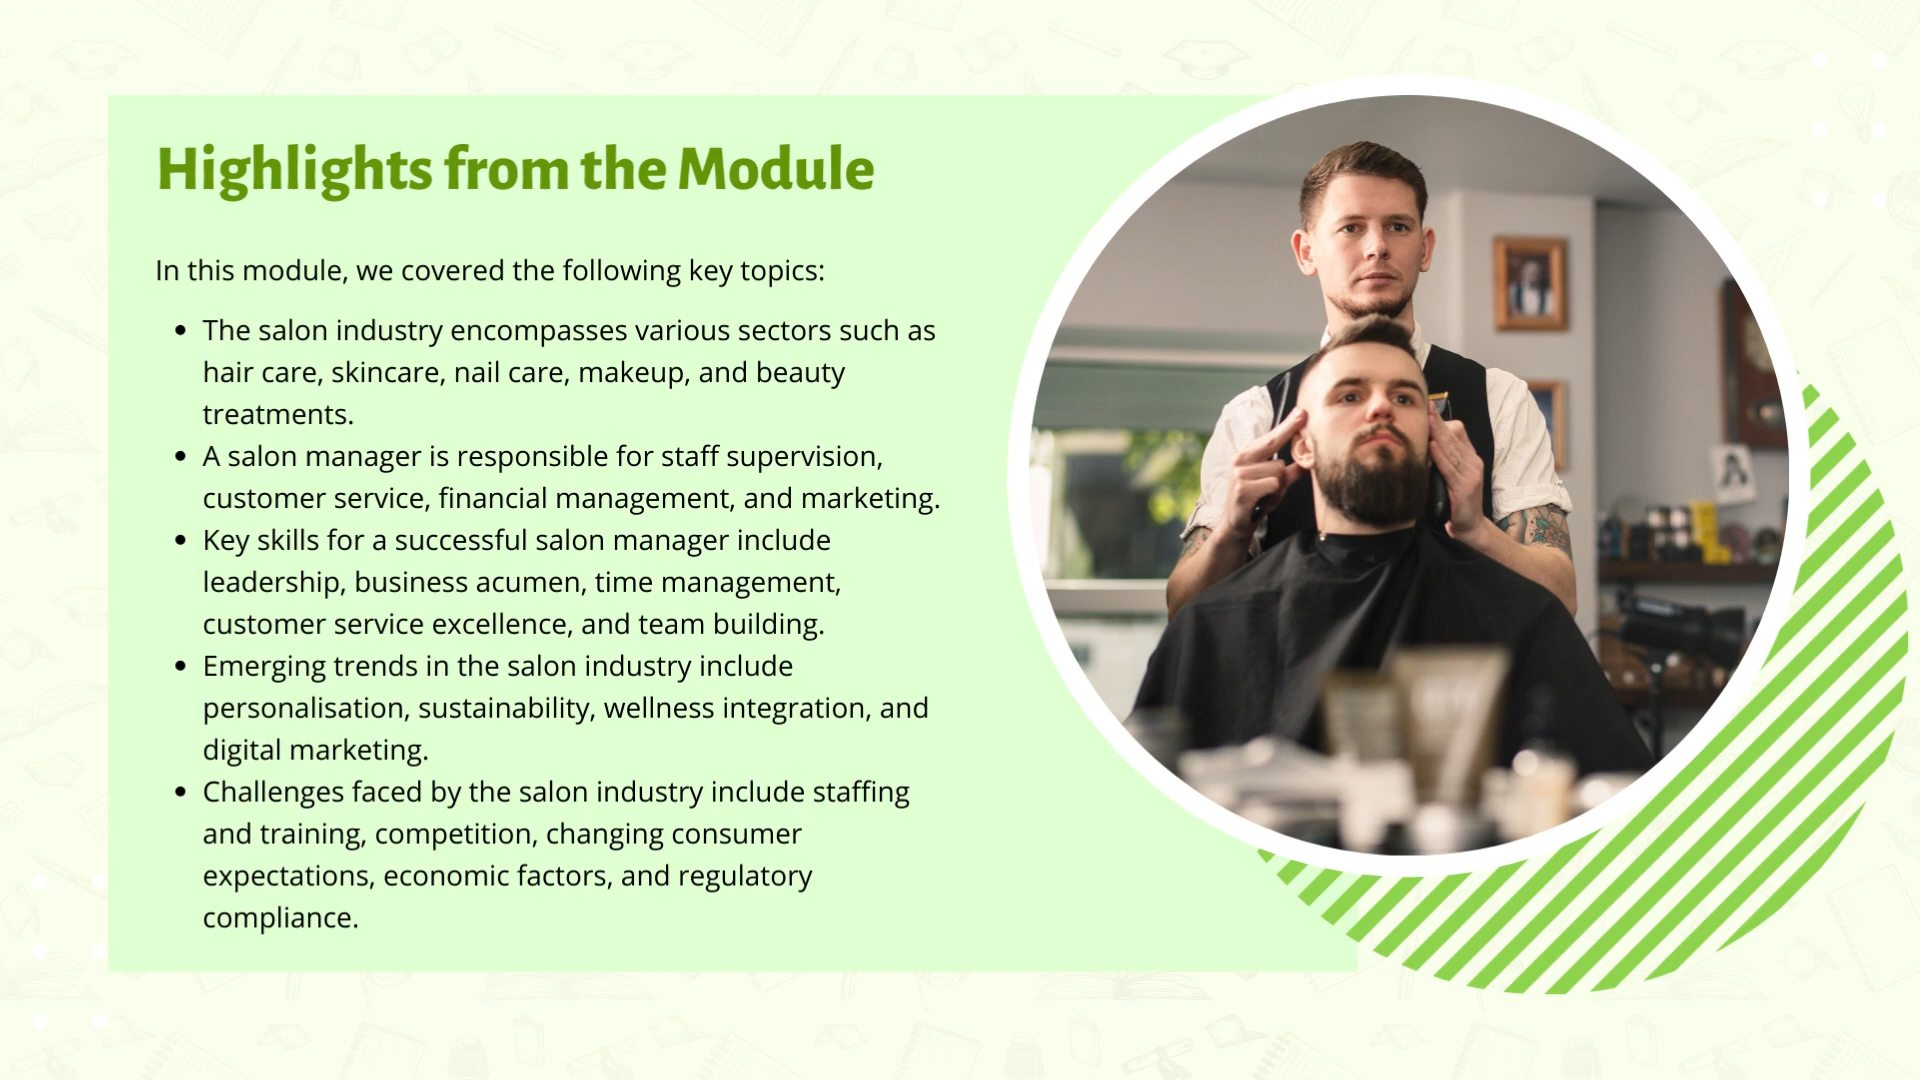 Highlights from the Module
In this module, we covered the following key topics:
• The salon industry encompasses various sectors such as
hair care, skincare, nail care, makeup, and beauty
treatments.
• A salon manager is responsible for staff supervision,
customer service, financial management, and marketing.
• Key skills for a successful salon manager include
leadership, business acumen, time management,
customer service excellence, and team building.
• Emerging trends in the salon industry include
personalisation, sustainability, wellness integration, and
digital marketing.
• Challenges faced by the salon industry include staffing
and training, competition, changing consumer
expectations, economic factors, and regulatory
compliance.